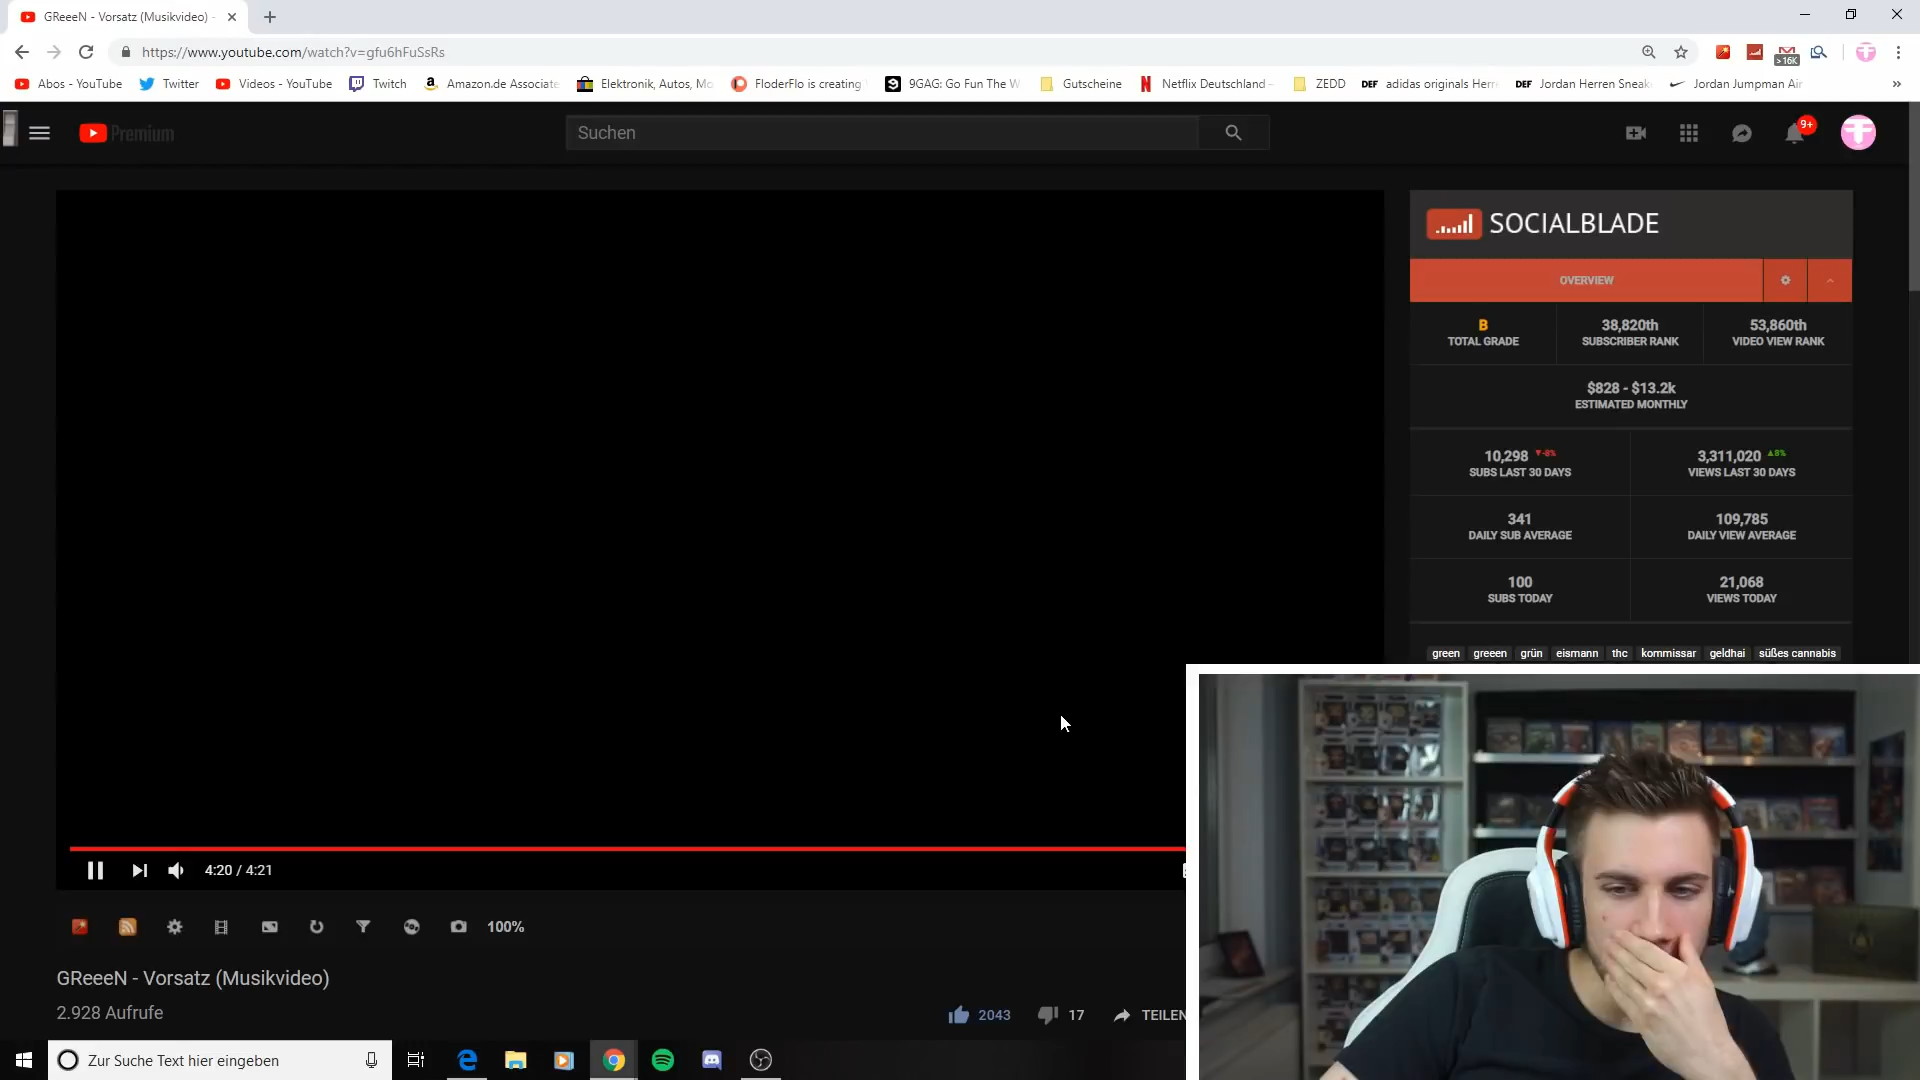 GReeeN - Vorsatz (Musikvideo) -
https://www.youtube.com/watch?v=gfu6hFuSsRs
>16K
Abos - YouTube
Twitter
Videos - YouTube
Twitch
Amazon.de Associate
Elektronik, Autos, Mo
FloderFlo is creating
9GAG: Go Fun The W
Gutscheine
Netflix Deutschland -
ZEDD
DEF adidas originals Herre
DEF Jordan Herren Sneak
Jordan Jumpman Air
»
Premium
Suchen
9+
SOCIALBLADE
OVERVIEW
B
TOTAL GRADE
38,820th
SUBSCRIBER RANK
53,860th
VIDEO VIEW RANK
$828 - $13.2k
ESTIMATED MONTHLY
10,298 ▼-8%
SUBS LAST 30 DAYS
3,311,020 ▲8%
VIEWS LAST 30 DAYS
341
DAILY SUB AVERAGE
109,785
DAILY VIEW AVERAGE
100
SUBS TODAY
21,068
VIEWS TODAY
green greeen grün eismann thc kommissar geldhai süßes cannabis
4:20 / 4:21
100%
GReeeN - Vorsatz (Musikvideo)
2.928 Aufrufe
2043
17
TEILEN
Zur Suche Text hier eingeben